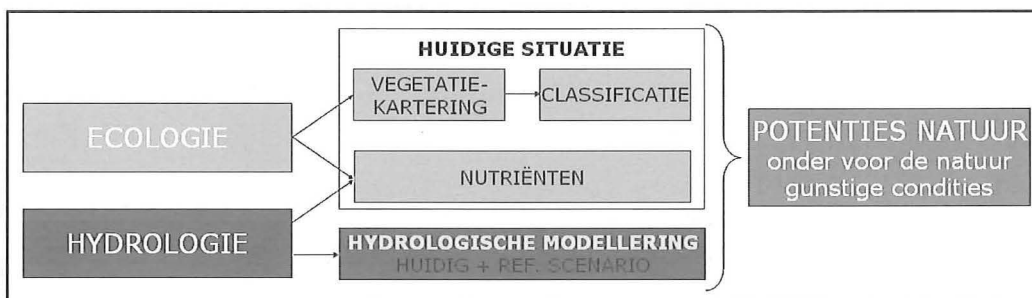 HUIDIGE SITUATIE
VEGETATIE-
KARTERING
CLASSIFICATIE
ECOLOGIE
NUTRIËNTEN
HYDROLOGIE
HYDROLOGISCHE MODELLERING
HUIDIG + REF. SCENARIO
POTENTIES NATUUR
onder voor de natuur
gunstige condities